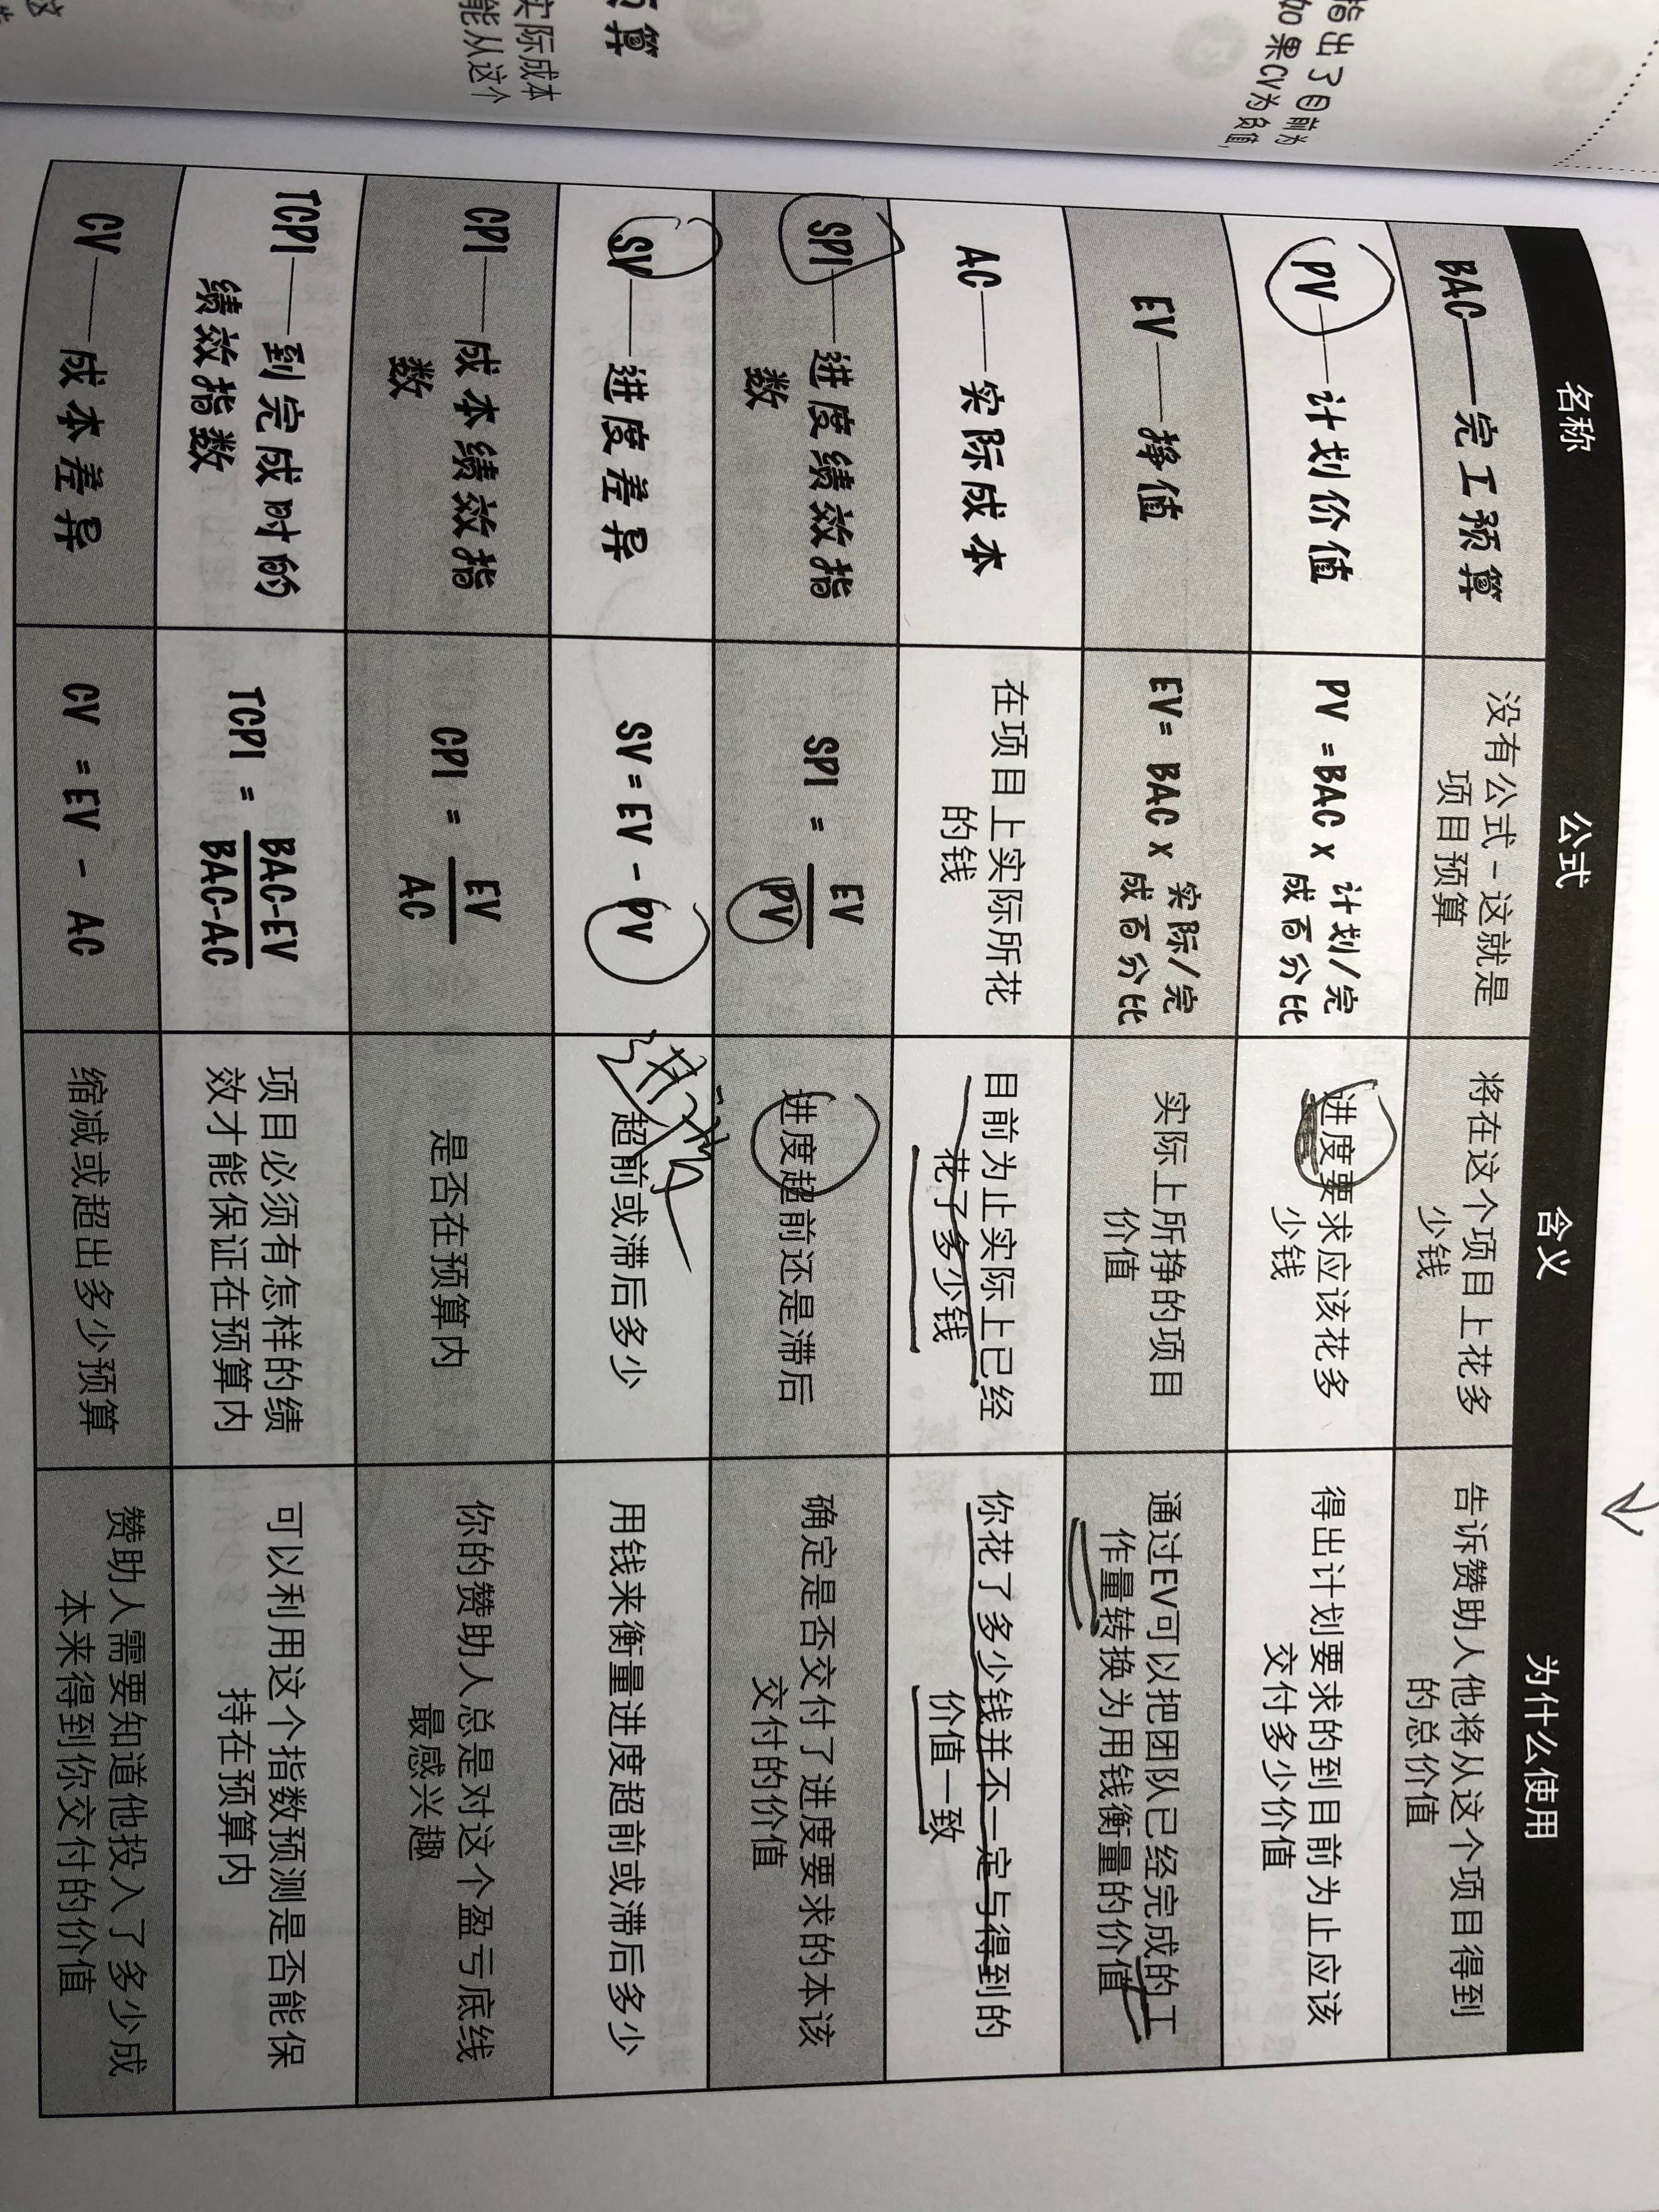 指出了目前为
如果CV为负值,
实际成本
能从这个
名称 公式 含义 为什么使用
BAC——完工预算 没有公式-这就是 将在这个项目上花多 告诉赞助人他将从这个项目得到
项目预算 少钱 的总价值
PV——计划价值 PV = BAC x 计划/完 进度要求应该花多 得出计划要求的到目前为止应该
成百分比 少钱 交付多少价值
EV——挣值 EV= BAC x 实际/完 实际上所挣的项目 通过EV可以把团队已经完成的工
成百分比 价值 作量转换为用钱衡量的价值
AC——实际成本 在项目上实际所花 目前为止实际上已经 你花了多少钱并不一定与得到的
的钱 花了多少钱 价值一致
SPI——进度绩效指 SPI = EV 进度超前还是滞后 确定是否交付了进度要求的本该
数 PV 交付的价值
SV——进度差异 SV = EV - PV 超前或滞后多少 用钱来衡量进度超前或滞后多少
CPI——成本绩效指 CPI = EV 是否在预算内 你的赞助人总是对这个盈亏底线
数 AC 最感兴趣
TCPI——到完成时的 TCPI = BAC-EV 项目必须有怎样的绩 可以利用这个指数预测是否能保
绩效指数 BAC-AC 效才能保证在预算内 持在预算内
CV——成本差异 CV = EV - AC 缩减或超出多少预算 赞助人需要知道他投入了多少成
本来得到你交付的价值